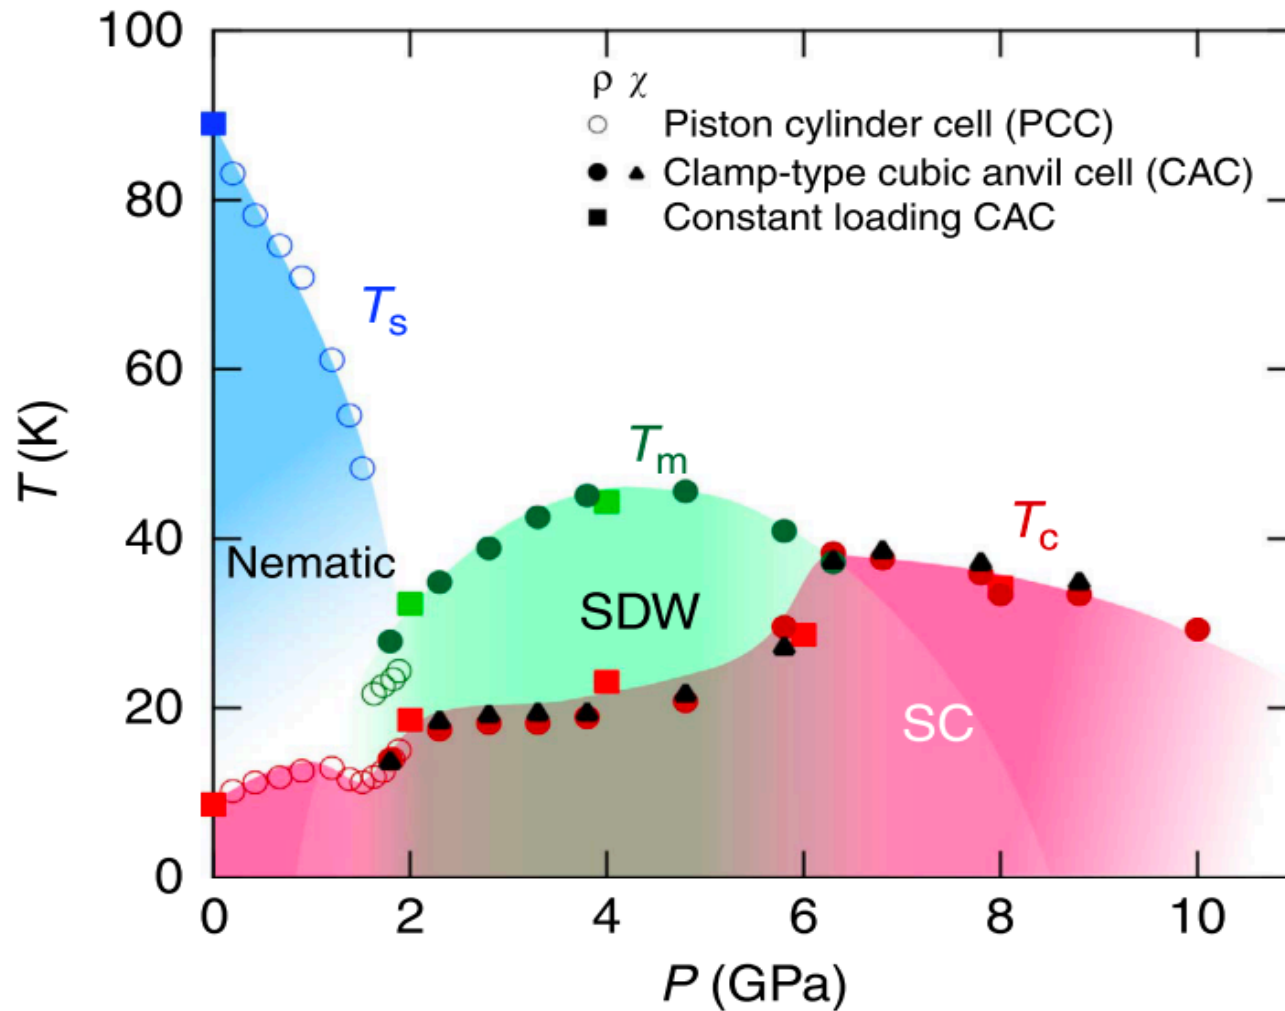 100
ρ χ
Piston cylinder cell (PCC)
Clamp-type cubic anvil cell (CAC)
Constant loading CAC
80
Ts
60
T (K)
Tm
Tc
40
Nematic
SDW
20
SC
0
0 2 4 6 8 10
P (GPa)